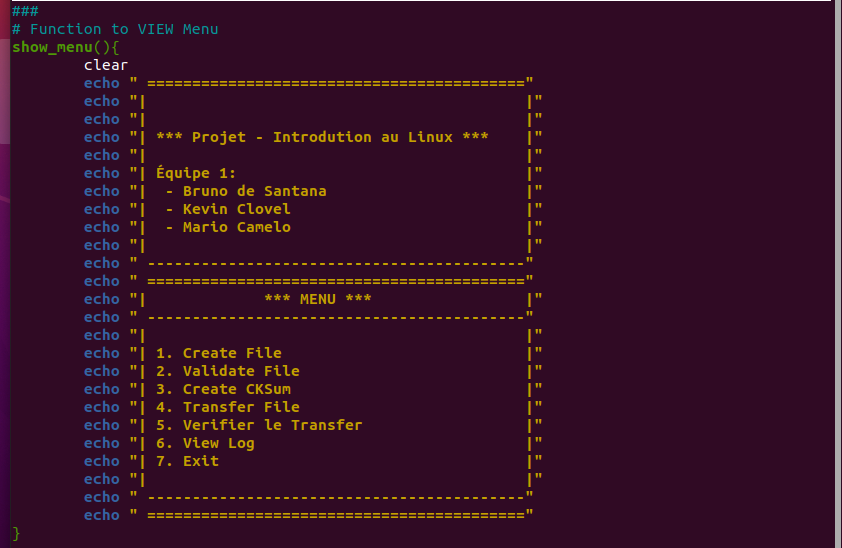 ###
# Function to VIEW Menu
show_menu(){
        clear
        echo " =========================================="
        echo "|                                          |"
        echo "|                                          |"
        echo "| *** Projet - Introdution au Linux ***    |"
        echo "|                                          |"
        echo "| Équipe 1:                                |"
        echo "|  - Bruno de Santana                      |"
        echo "|  - Kevin Clovel                          |"
        echo "|  - Mario Camelo                          |"
        echo "|                                          |"
        echo " ------------------------------------------"
        echo " =========================================="
        echo "|             *** MENU ***                 |"
        echo " ------------------------------------------"
        echo "|                                          |"
        echo "| 1. Create File                           |"
        echo "| 2. Validate File                         |"
        echo "| 3. Create CKSum                          |"
        echo "| 4. Transfer File                         |"
        echo "| 5. Verifier le Transfer                  |"
        echo "| 6. View Log                              |"
        echo "| 7. Exit                                  |"
        echo "|                                          |"
        echo " ------------------------------------------"
        echo " =========================================="
}